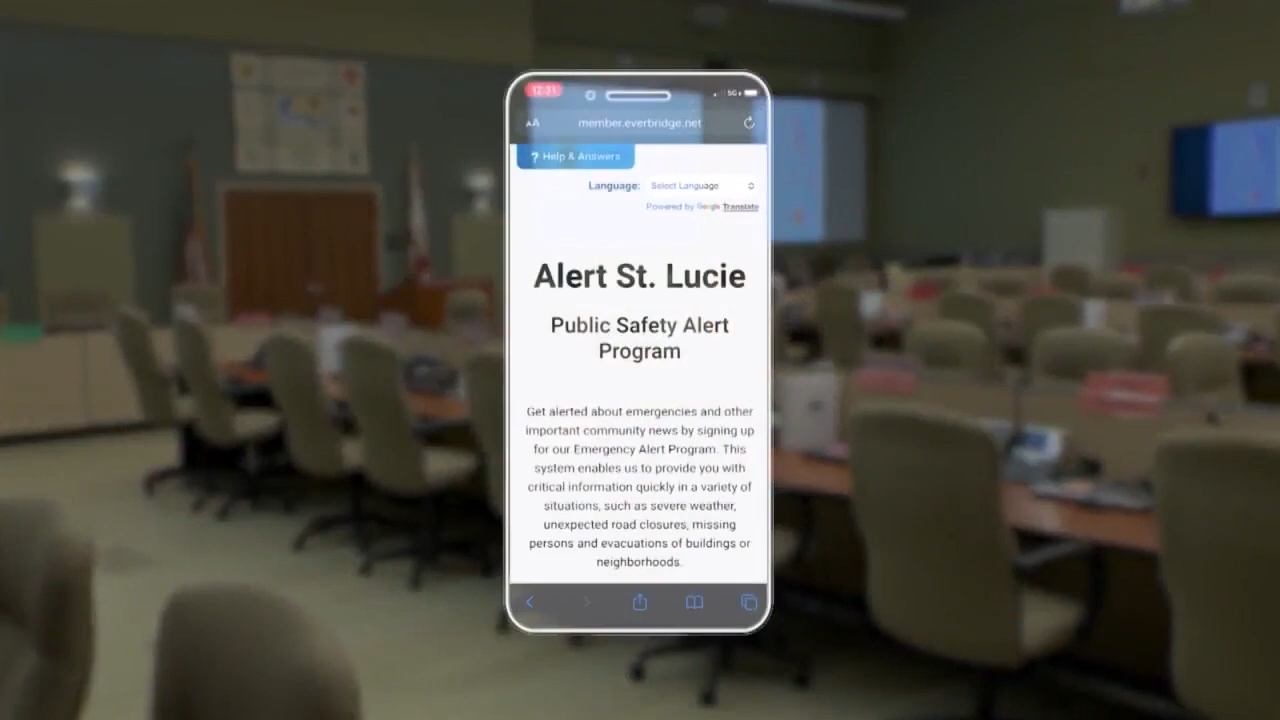 12:31
5G
AA
member.everbridge.net
? Help & Answers
Language: Select Language
Powered by Google Translate
Alert St. Lucie
Public Safety Alert
Program
Get alerted about emergencies and other
important community news by signing up
for our Emergency Alert Program. This
system enables us to provide you with
critical information quickly in a variety of
situations, such as severe weather,
unexpected road closures, missing
persons and evacuations of buildings or
neighborhoods.